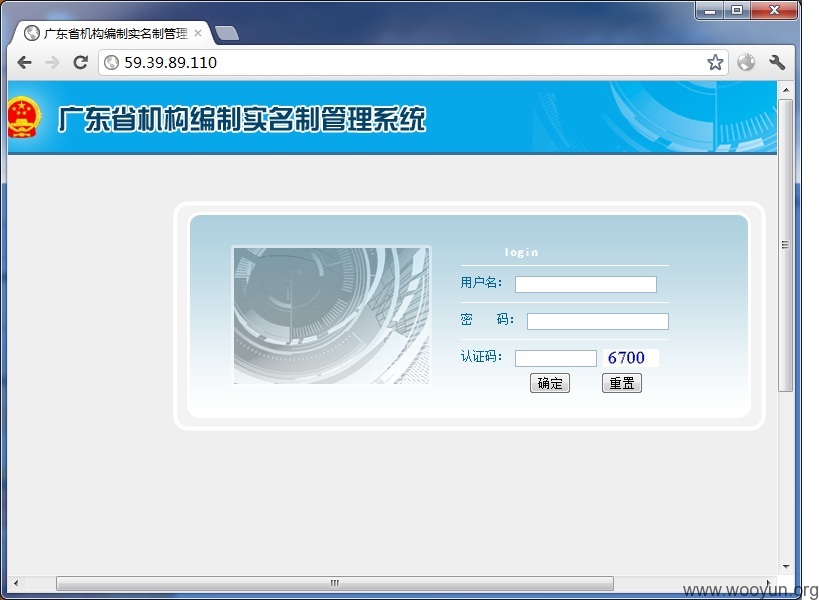 广东省机构编制实名制管理
59.39.89.110
广东省机构编制实名制管理系统
login
用户名：
密 码：
认证码： 6700
确定 重置
www.wooyun.org